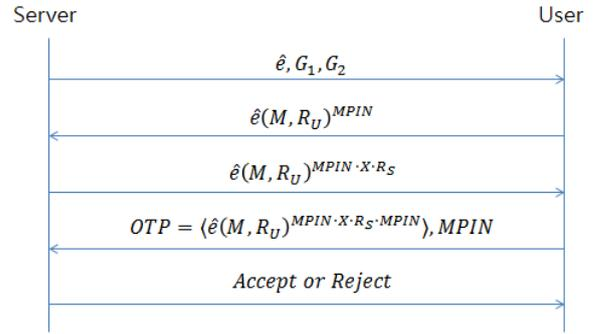 Server
User
ê, G₁, G₂
ê(M, R_U)^{MPIN}
ê(M, R_U)^{MPIN·X·R_S}
OTP = ⟨ê(M, R_U)^{MPIN·X·R_S·MPIN}⟩, MPIN
Accept or Reject